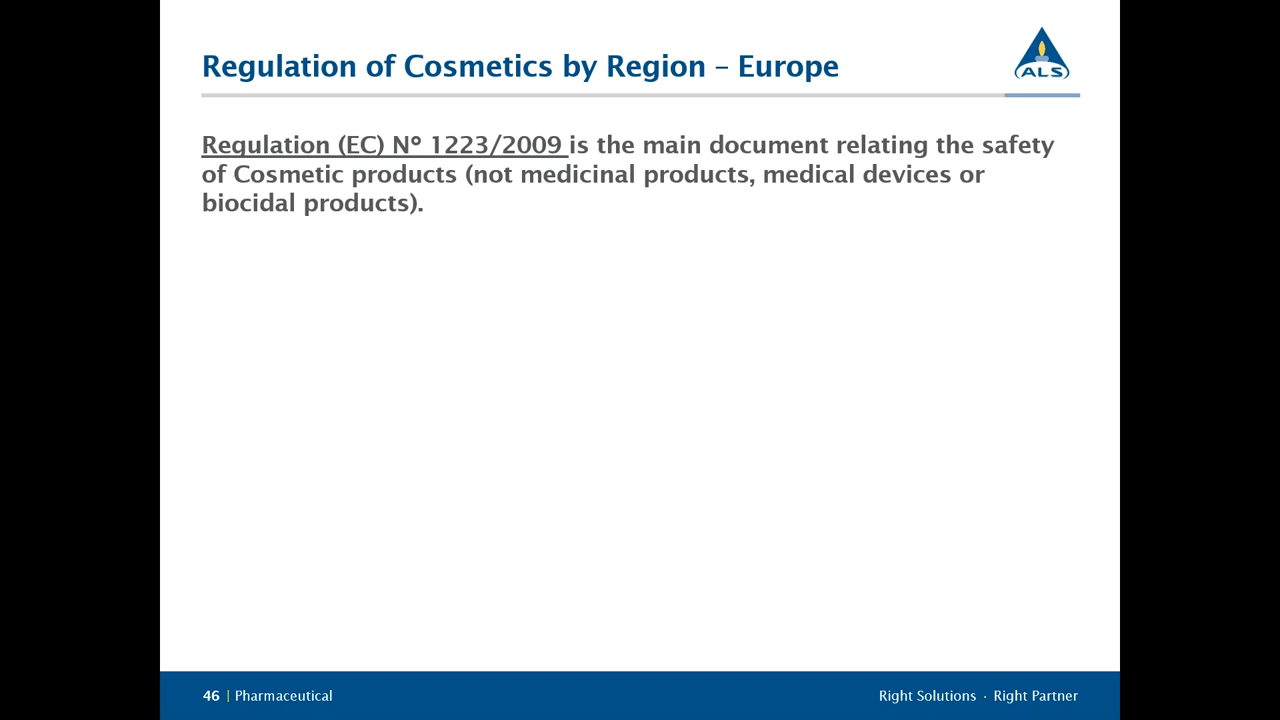 Regulation of Cosmetics by Region – Europe
ALS
Regulation (EC) Nº 1223/2009 is the main document relating the safety
of Cosmetic products (not medicinal products, medical devices or
biocidal products).
46 | Pharmaceutical
Right Solutions · Right Partner